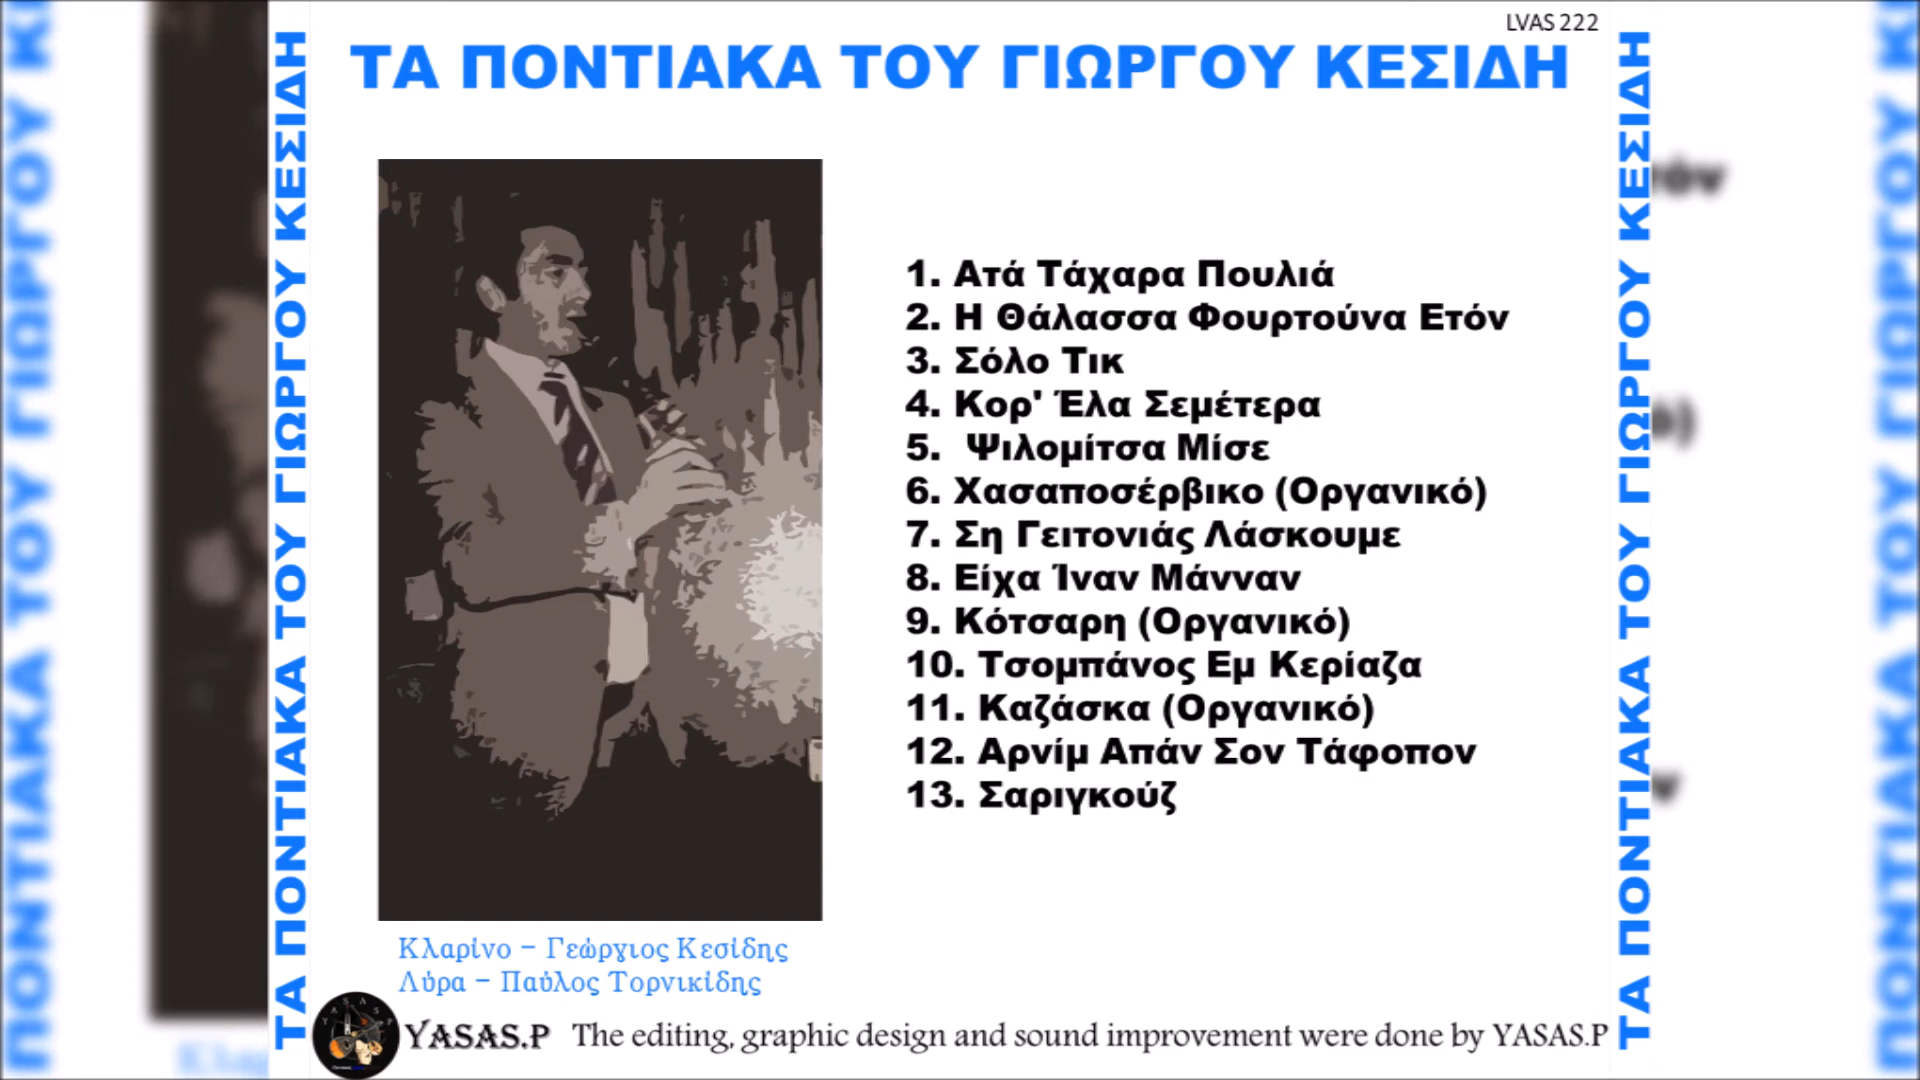 LVAS 222
ΤΑ ΠΟΝΤΙΑΚΑ ΤΟΥ ΓΙΩΡΓΟΥ ΚΕΣΙΔΗ
ΤΑ ΠΟΝΤΙΑΚΑ ΤΟΥ ΓΙΩΡΓΟΥ ΚΕΣΙΔΗ
1. Ατά Τάχαρα Πουλιά
2. Η Θάλασσα Φουρτούνα Ετόν
3. Σόλο Τικ
4. Κορ' Έλα Σεμέτερα
5. Ψιλομίτσα Μίσε
6. Χασαποσέρβικο (Οργανικό)
7. Ση Γειτονιάς Λάσκουμε
8. Είχα Ίναν Μάνναν
9. Κότσαρη (Οργανικό)
10. Τσομπάνος Εμ Κερίαζα
11. Καζάσκα (Οργανικό)
12. Αρνίμ Απάν Σον Τάφοπον
13. Σαριγκούζ
Κλαρίνο – Γεώργιος Κεσίδης
Λύρα – Παύλος Τορνικίδης
YASAS.P The editing, graphic design and sound improvement were done by YASAS.P
ΤΑ ΠΟΝΤΙΑΚΑ ΤΟΥ ΓΙΩΡΓΟΥ ΚΕΣΙΔΗ